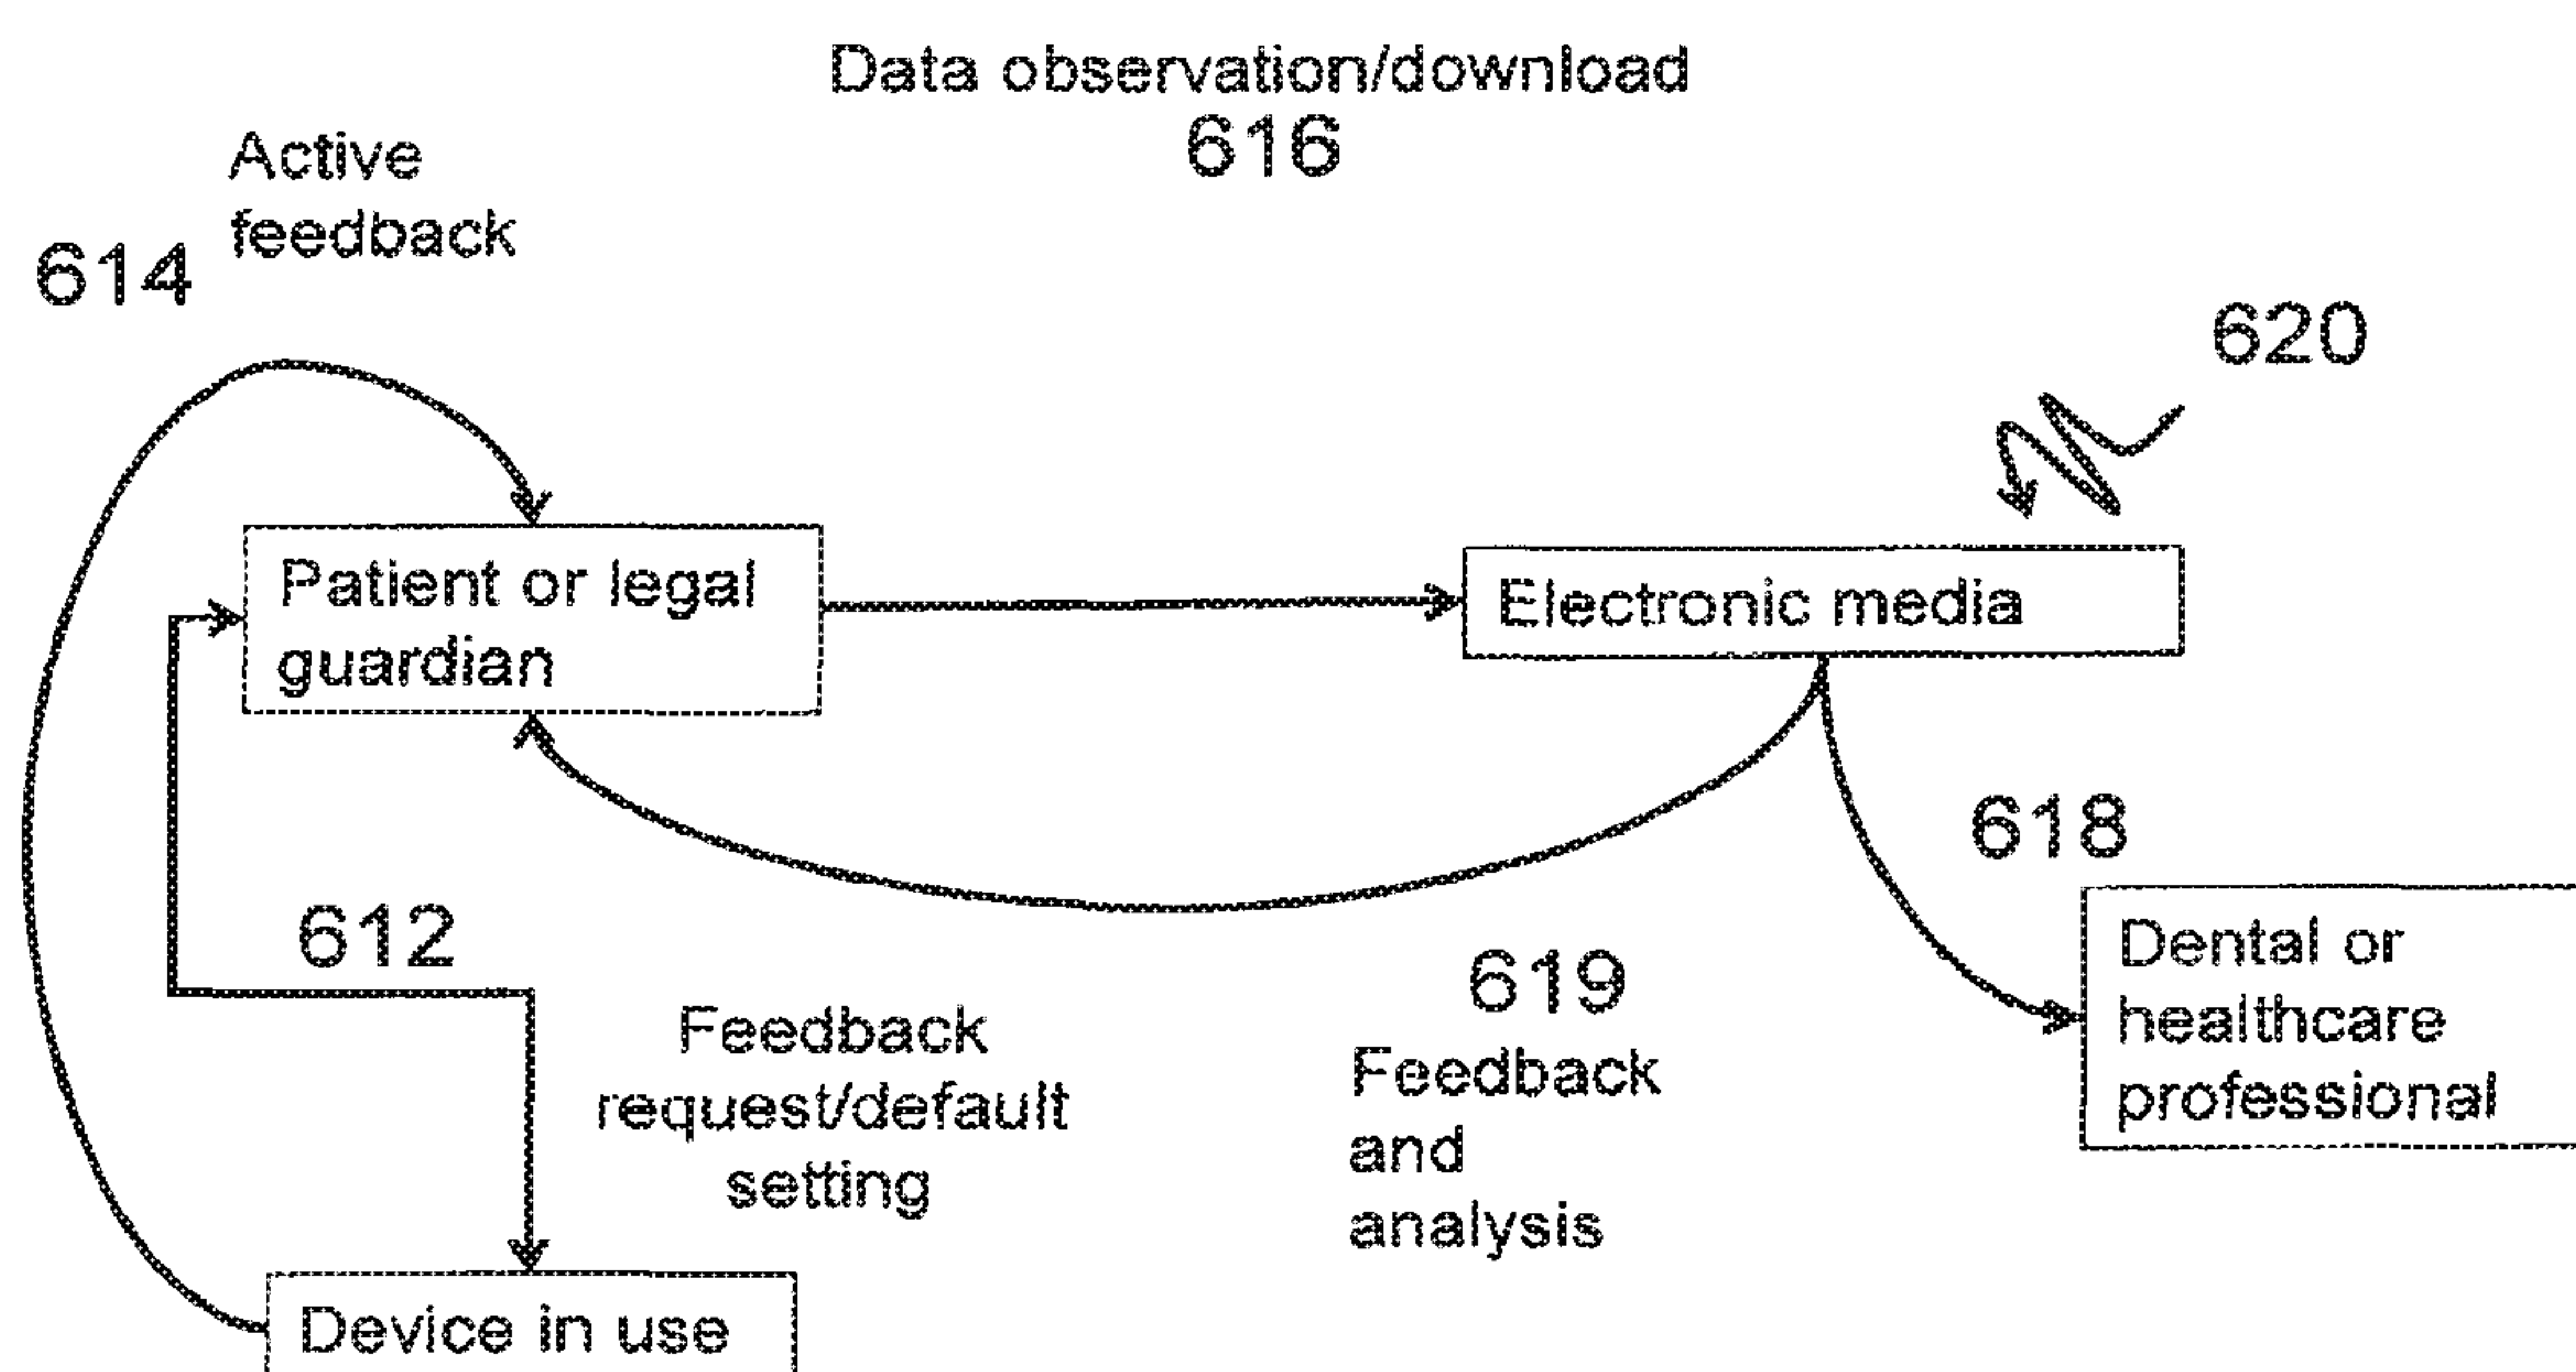 Data observation/download
616
Active
feedback
614
620
Patient or legal
guardian
Electronic media
618
612
Dental or
healthcare
professional
619
Feedback
and
analysis
Feedback
request/default
setting
Device in use